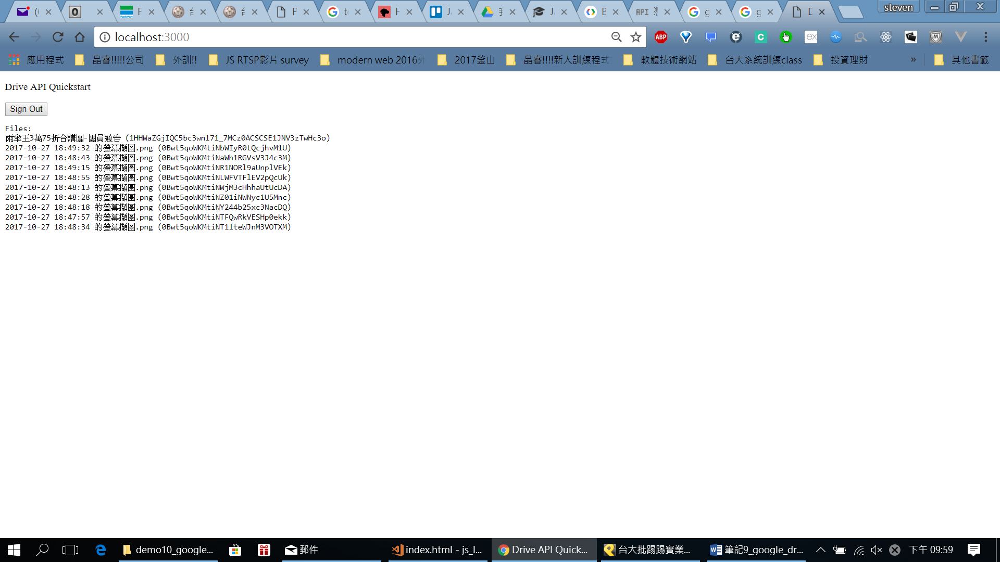 steven
localhost:3000
應用程式 晶睿!!!!!公司 外訓!! JS RTSP影片 survey modern web 2016外 2017釜山 晶睿!!!!新人訓練程式 軟體技術網站 台大系統訓練class 投資理財 » 其他書籤
Drive API Quickstart
Sign Out
Files:
雨傘王3萬75折合購團-團員通告 (1HHWaZGjIQC5bc3wnl71_7MCz0ACSCSE1JNV3zTwHc3o)
2017-10-27 18:49:32 的螢幕擷圖.png (0Bwt5qoWKMtiNbWIyR0tQcjhvM1U)
2017-10-27 18:48:43 的螢幕擷圖.png (0Bwt5qoWKMtiNaWh1RGVsV3J4c3M)
2017-10-27 18:49:15 的螢幕擷圖.png (0Bwt5qoWKMtiNR1NORl9aUnplVEk)
2017-10-27 18:48:55 的螢幕擷圖.png (0Bwt5qoWKMtiNLWFVTFlEV2pQcUk)
2017-10-27 18:48:13 的螢幕擷圖.png (0Bwt5qoWKMtiNWjM3cHhhaUtUcDA)
2017-10-27 18:48:28 的螢幕擷圖.png (0Bwt5qoWKMtiNZ01iNWNyc1U5Mnc)
2017-10-27 18:48:18 的螢幕擷圖.png (0Bwt5qoWKMtiNY244b25xc3NacDQ)
2017-10-27 18:47:57 的螢幕擷圖.png (0Bwt5qoWKMtiNTFQwRkVESHp0ekk)
2017-10-27 18:48:34 的螢幕擷圖.png (0Bwt5qoWKMtiNT1lteWJnM3VOTXM)
demo10_google... 郵件 index.html - js_l... Drive API Quick... 台大批踢踢實業... 筆記9_google_dr... 下午 09:59